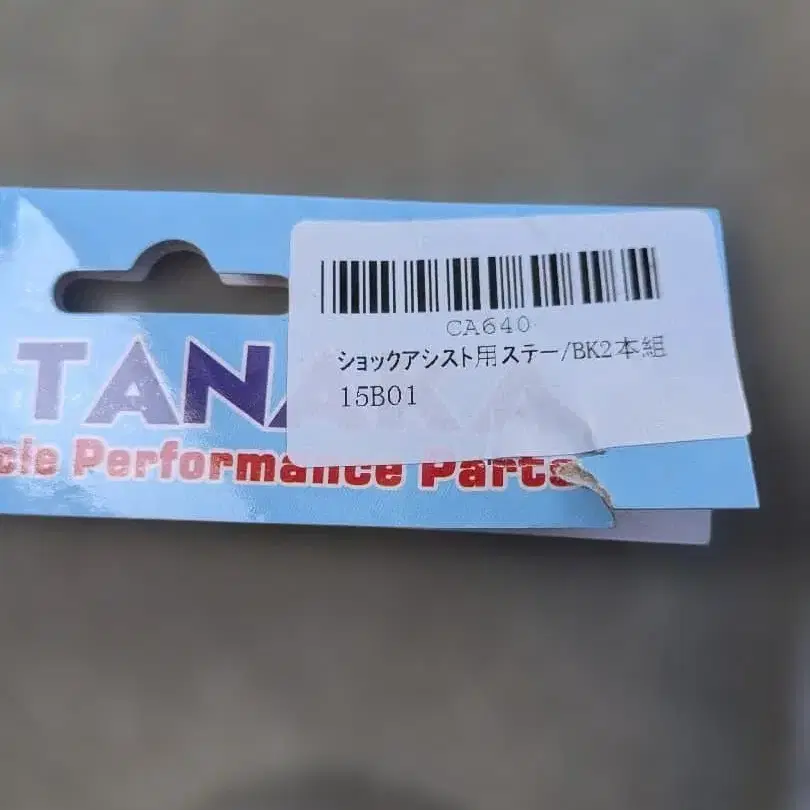 CA640
ショックアシスト用ステー/BK2本組
15B01
TANAKA
cle Performance Parts